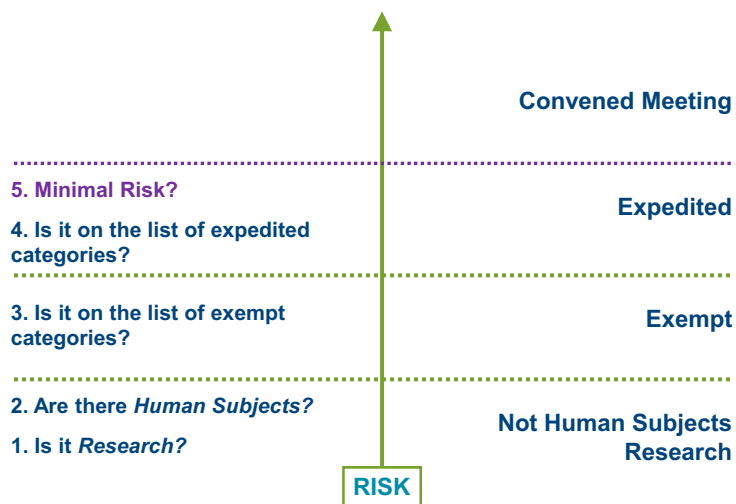 Convened Meeting
5. Minimal Risk?
4. Is it on the list of expedited
categories?
Expedited
3. Is it on the list of exempt
categories?
Exempt
2. Are there Human Subjects?
1. Is it Research?
Not Human Subjects
Research
RISK